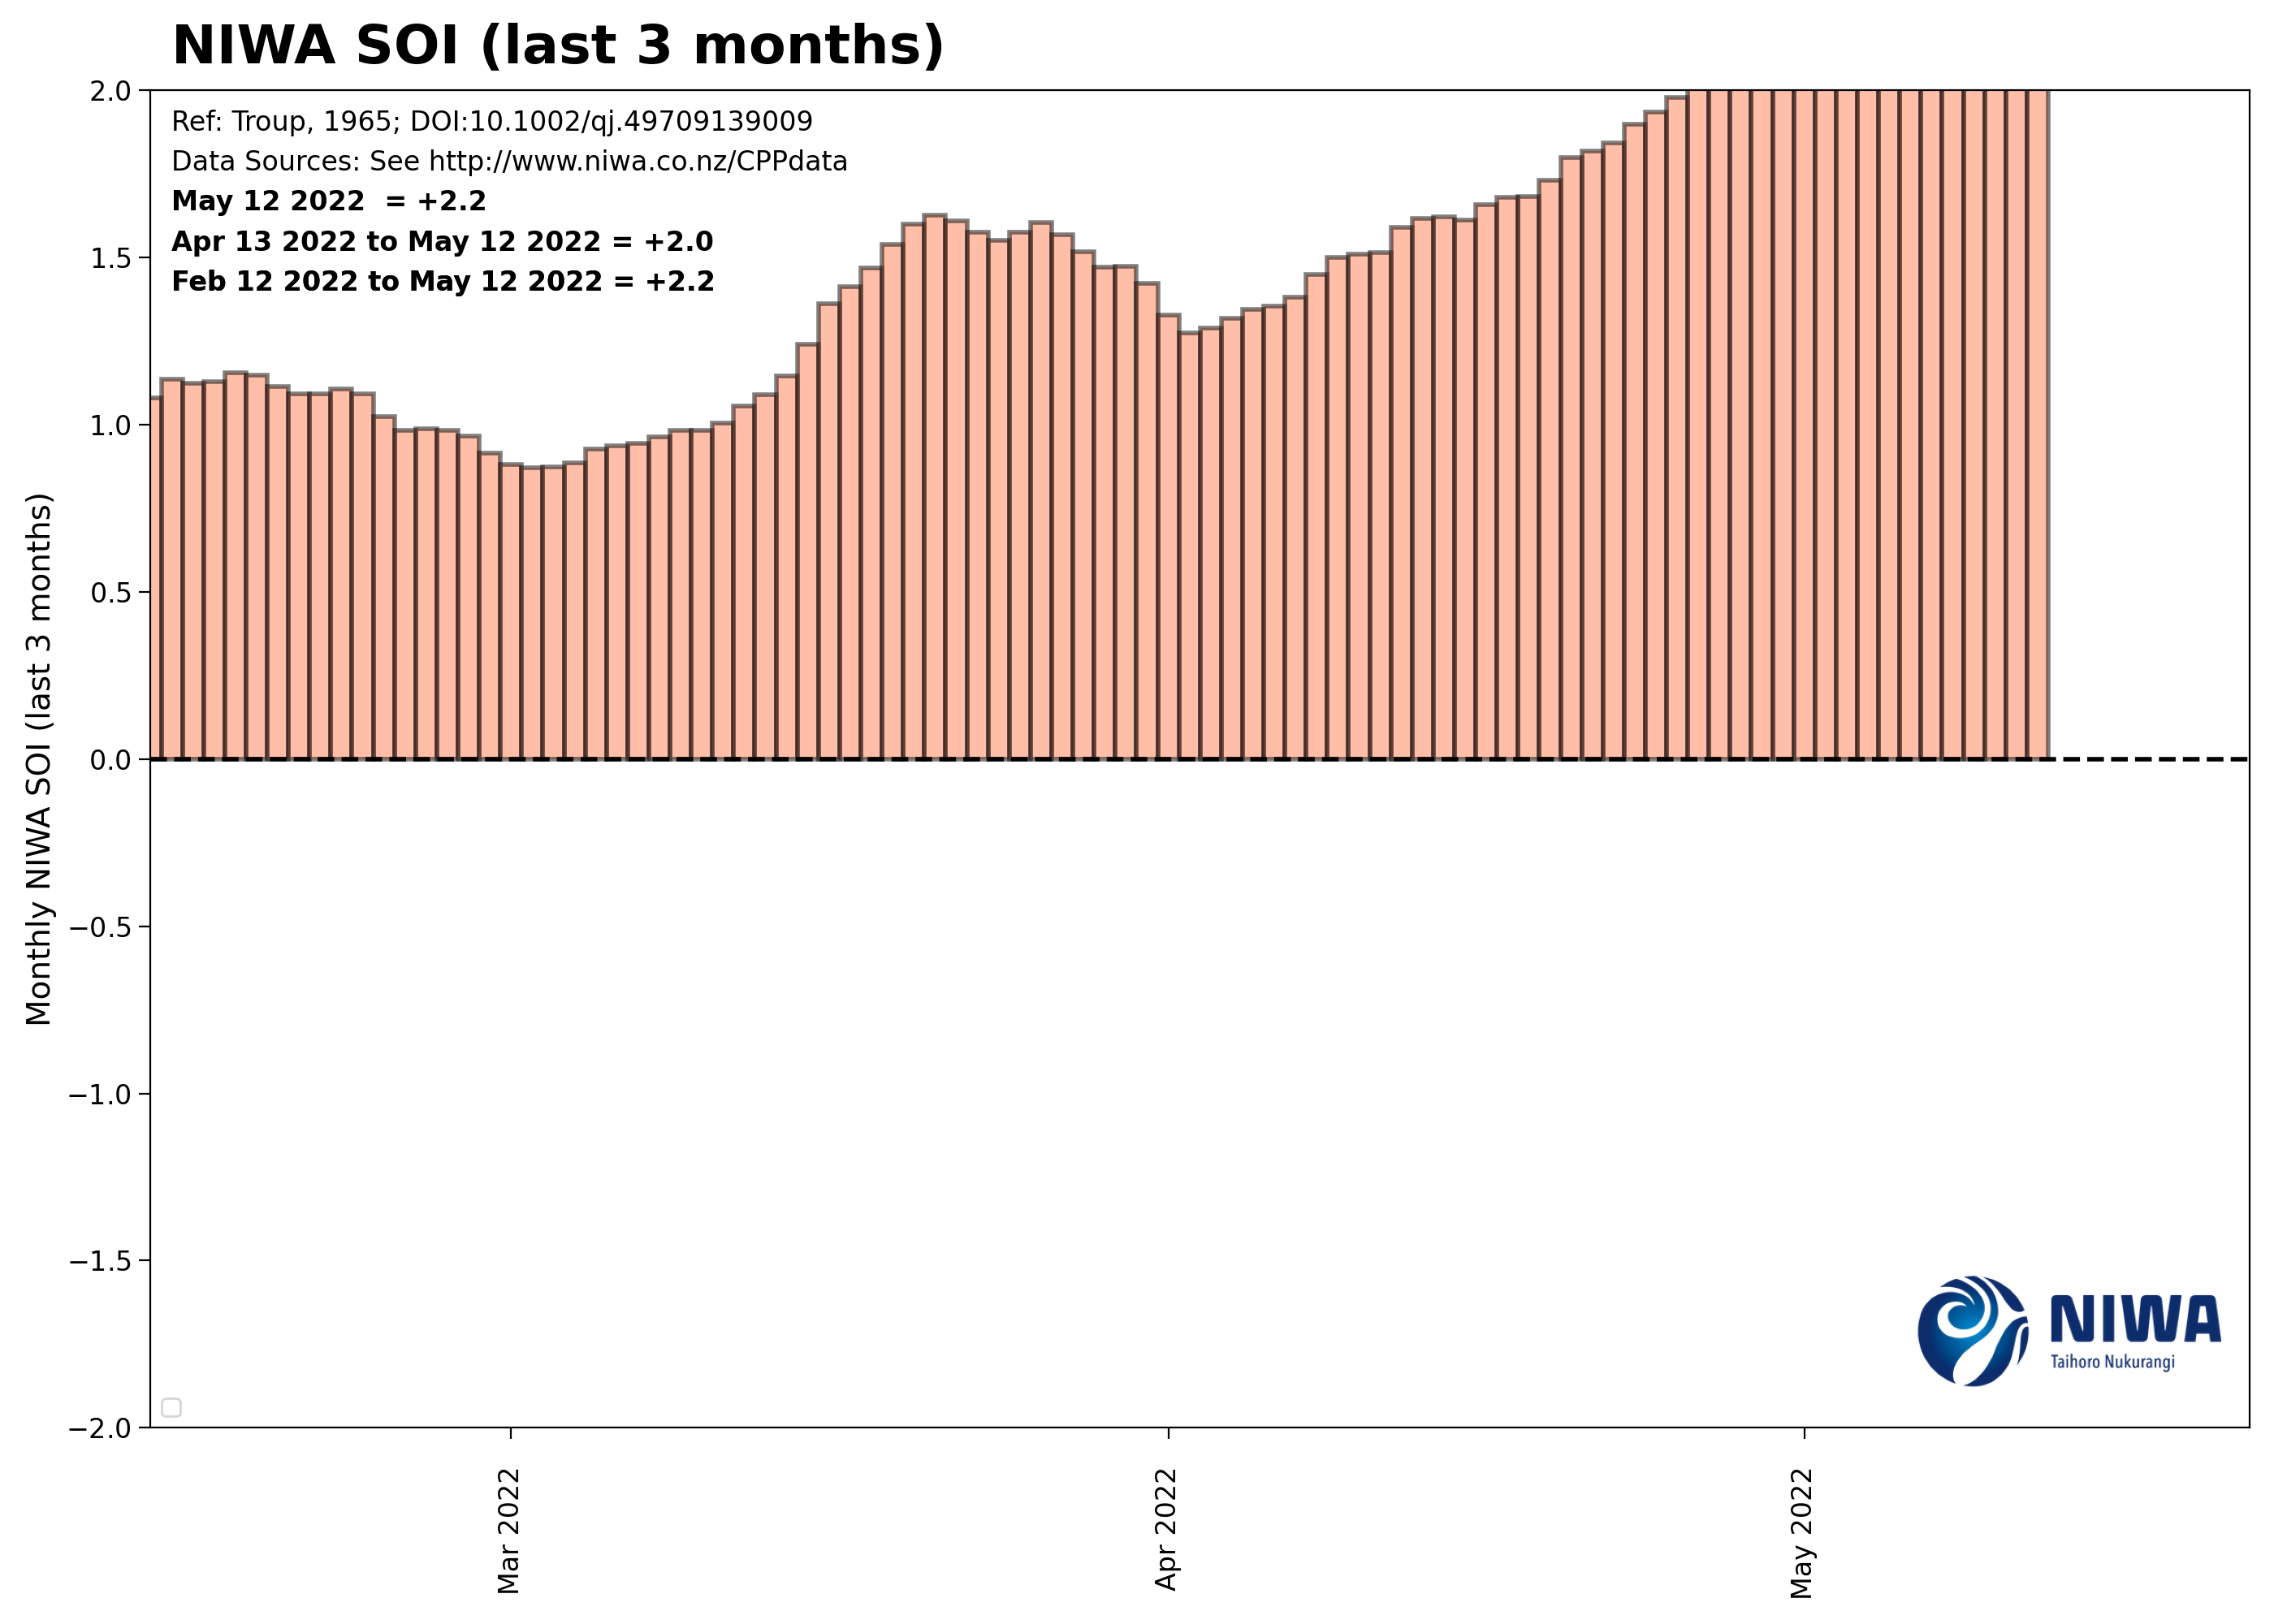 NIWA SOI (last 3 months)
Ref: Troup, 1965; DOI:10.1002/qj.49709139009
Data Sources: See http://www.niwa.co.nz/CPPdata
May 12 2022  = +2.2
Apr 13 2022 to May 12 2022 = +2.0
Feb 12 2022 to May 12 2022 = +2.2
Monthly NIWA SOI (last 3 months)
2.0
1.5
1.0
0.5
0.0
−0.5
−1.0
−1.5
−2.0
NIWA
Taihoro Nukurangi
Mar 2022
Apr 2022
May 2022